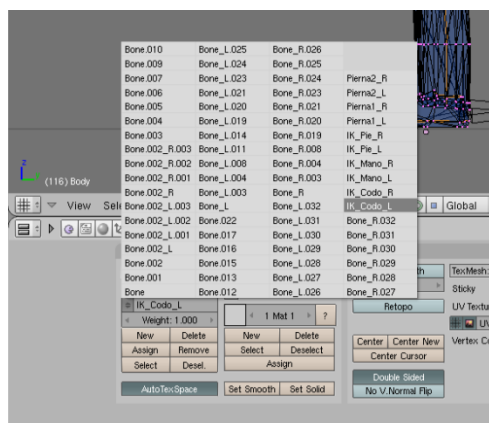 Bone.010 Bone_L.025 Bone_R.026
Bone.009 Bone_L.024 Bone_R.025
Bone.007 Bone_L.023 Bone_R.024 Pierna2_R
Bone.006 Bone_L.021 Bone_R.023 Pierna2_L
Bone.005 Bone_L.020 Bone_R.021 Pierna1_R
Bone.004 Bone_L.019 Bone_R.020 Pierna1_L
Bone.003 Bone_L.014 Bone_R.019 IK_Pie_R
Bone.002_R.003 Bone_L.011 Bone_R.008 IK_Pie_L
Bone.002_R.002 Bone_L.008 Bone_R.004 IK_Mano_R
Bone.002_R.001 Bone_L.004 Bone_R.003 IK_Mano_L
Bone.002_R Bone_L.003 Bone_R IK_Codo_R
Bone.002_L.003 Bone_L Bone_L.032 IK_Codo_L
Bone.002_L.002 Bone.022 Bone_L.031 Bone_R.032
Bone.002_L.001 Bone.017 Bone_L.030 Bone_R.031
Bone.002_L Bone.016 Bone_L.029 Bone_R.030
Bone.002 Bone.015 Bone_L.028 Bone_R.029
Bone.001 Bone.013 Bone_L.027 Bone_R.028
Bone Bone.012 Bone_L.026 Bone_R.027
z
(116) Body
View Sele Global
IK_Codo_L
Weight: 1.000
1 Mat 1 ?
New Delete New Delete
Assign Remove Select Deselect
Select Desel. Assign
AutoTexSpace Set Smooth Set Solid
TexMesh:
Sticky
Retopo UV Textu
UV
Center Center New Vertex Co
Center Cursor
Double Sided
No V.Normal Flip